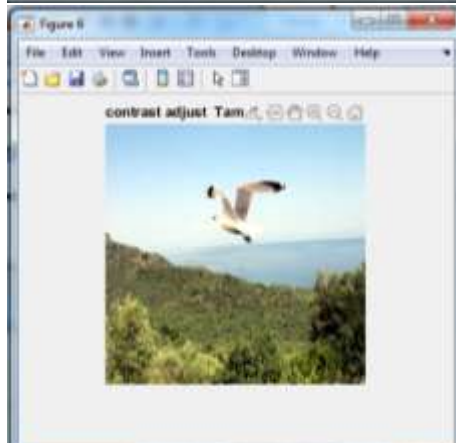 Figure 6
File Edit View Insert Tools Desktop Window Help
contrast adjust Tam